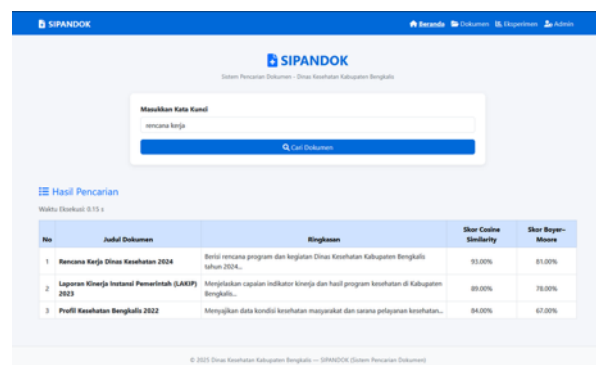 SIPANDOK
Beranda Dokumen Eksperimen Admin
SIPANDOK
Sistem Pencarian Dokumen - Dinas Kesehatan Kabupaten Bengkalis
Masukkan Kata Kunci
rencana kerja
Cari Dokumen
Hasil Pencarian
Waktu Eksekusi: 0.15 s
No Judul Dokumen Ringkasan Skor Cosine Similarity Skor Boyer–Moore
1 Rencana Kerja Dinas Kesehatan 2024 Berisi rencana program dan kegiatan Dinas Kesehatan Kabupaten Bengkalis tahun 2024... 93.00% 81.00%
2 Laporan Kinerja Instansi Pemerintah (LAKIP) 2023 Menjelaskan capaian indikator kinerja dan hasil program kesehatan di Kabupaten Bengkalis... 89.00% 78.00%
3 Profil Kesehatan Bengkalis 2022 Menyajikan data kondisi kesehatan masyarakat dan sarana pelayanan kesehatan... 84.00% 67.00%
© 2025 Dinas Kesehatan Kabupaten Bengkalis — SIPANDOK (Sistem Pencarian Dokumen)